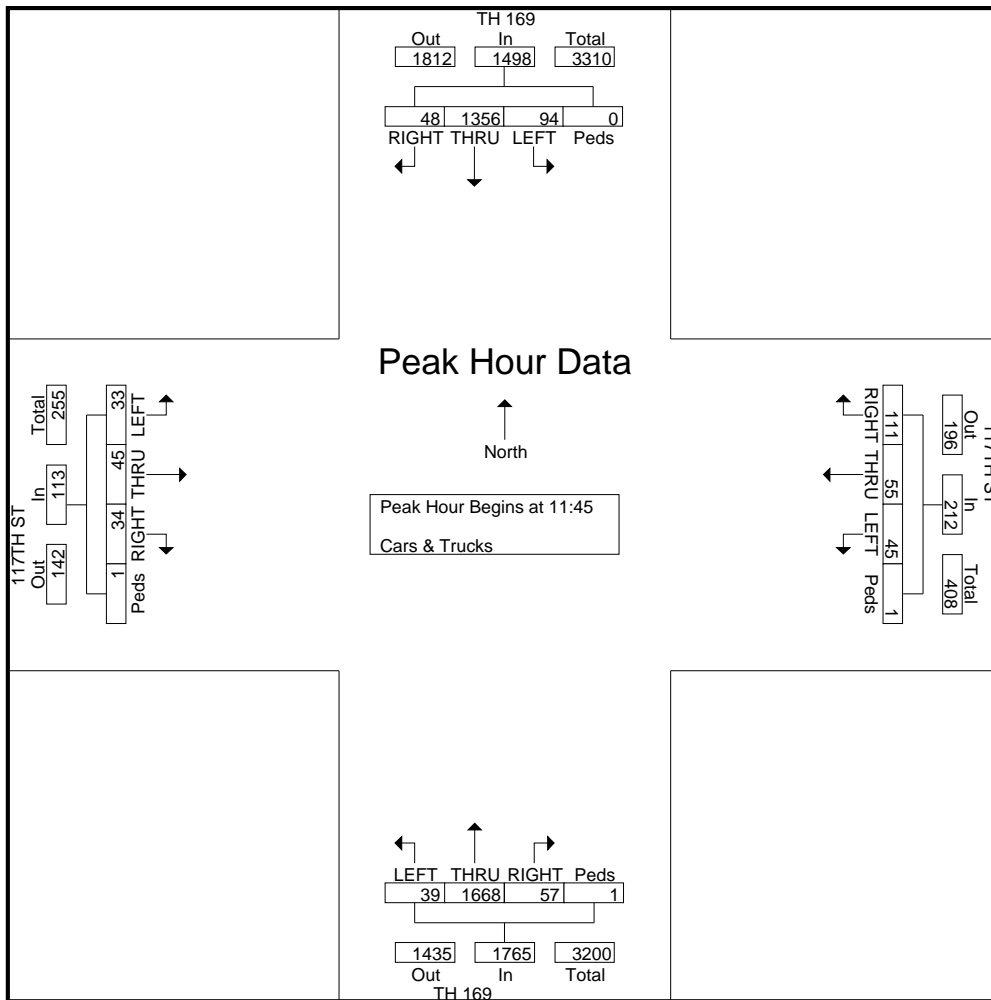 TH 169
Out In Total
1812 1498 3310
48 1356 94 0
RIGHT THRU LEFT Peds
Peak Hour Data
North
Peak Hour Begins at 11:45
Cars & Trucks
117TH ST
Total In Out
255 113 142
33 45 34 1
LEFT THRU RIGHT Peds
117TH ST
Out In Total
196 212 408
111 55 45 1
RIGHT THRU LEFT Peds
LEFT THRU RIGHT Peds
39 1668 57 1
1435 1765 3200
Out In Total
TH 169